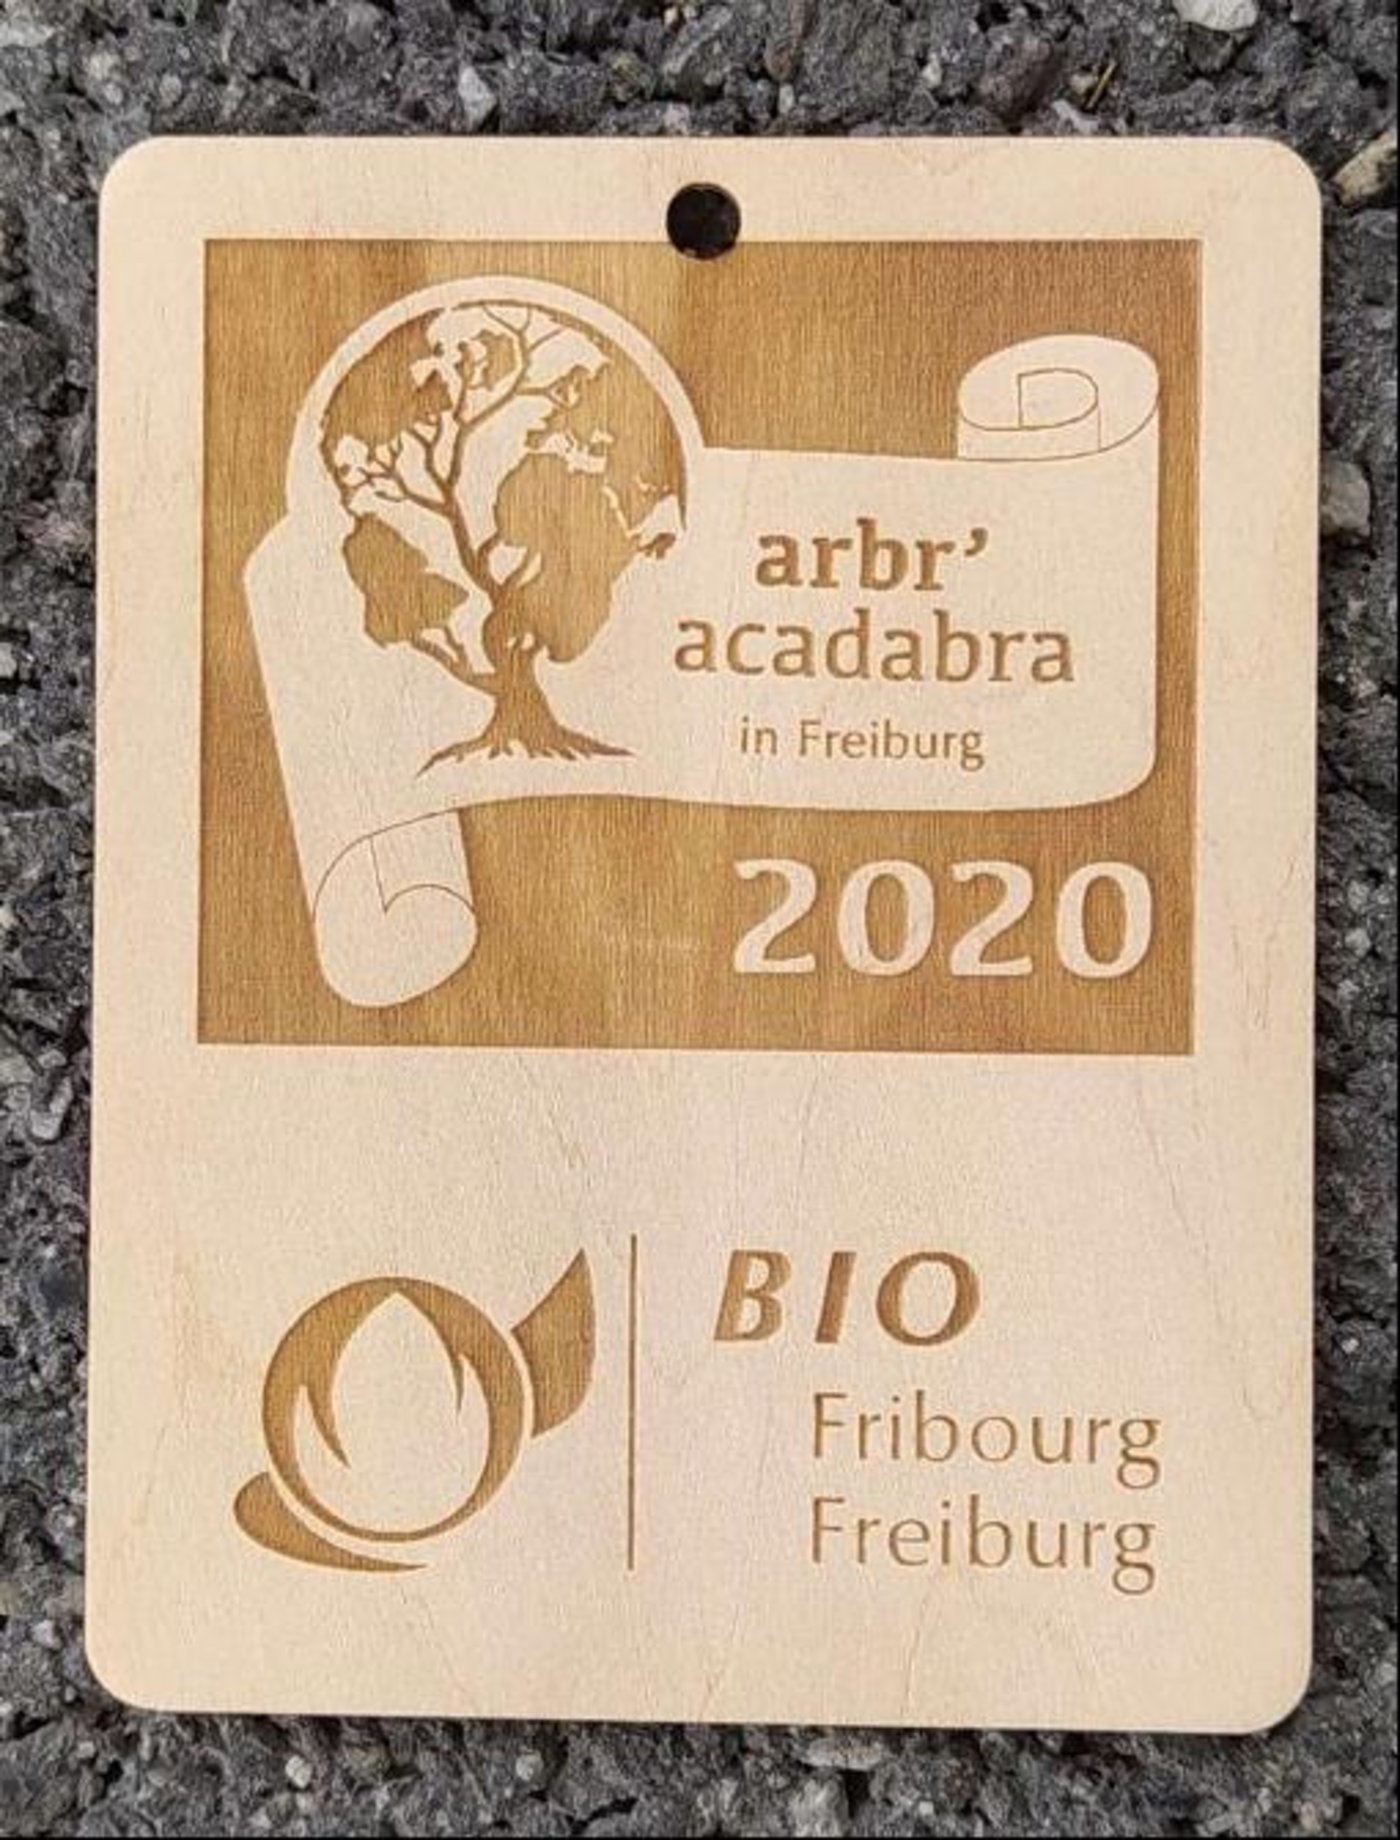 arbr’
acadabra
in Freiburg
2020
BIO
Fribourg
Freiburg